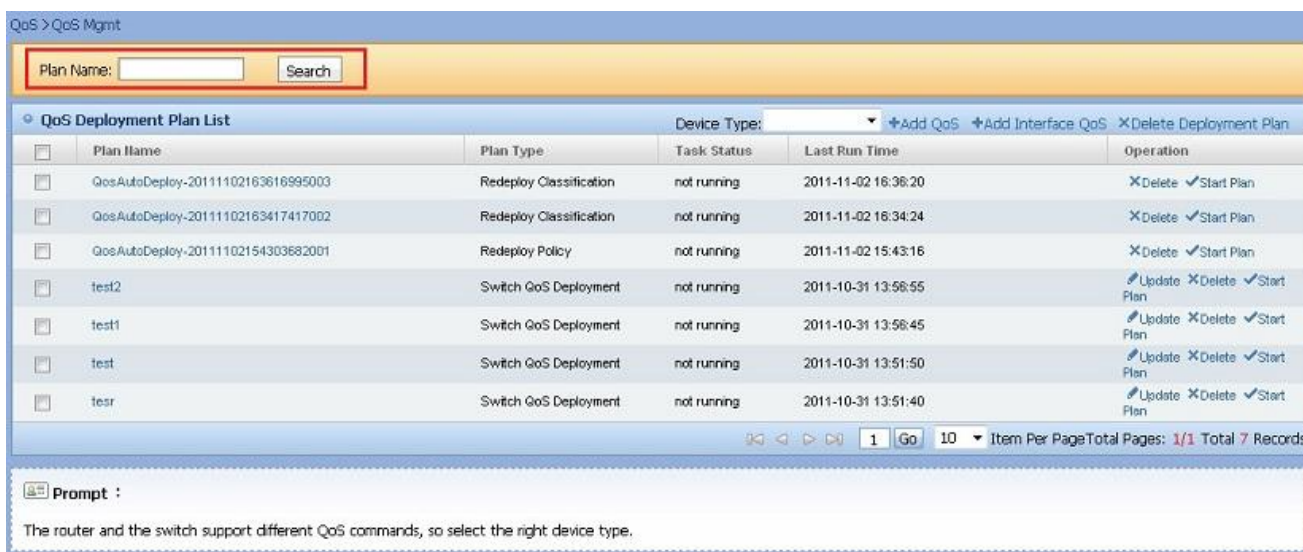 QoS >QoS Mgmt
Plan Name: Search
QoS Deployment Plan List Device Type: Add QoS Add Interface QoS Delete Deployment Plan
Plan Name Plan Type Task Status Last Run Time Operation
QosAutoDeploy-20111102163616995003 Redeploy Classification not running 2011-11-02 16:36:20 Delete Start Plan
QosAutoDeploy-20111102163417417002 Redeploy Classification not running 2011-11-02 16:34:24 Delete Start Plan
QosAutoDeploy-20111102154303682001 Redeploy Policy not running 2011-11-02 15:43:16 Delete Start Plan
test2 Switch QoS Deployment not running 2011-10-31 13:56:55 Update Delete Start Plan
test1 Switch QoS Deployment not running 2011-10-31 13:56:45 Update Delete Start Plan
test Switch QoS Deployment not running 2011-10-31 13:51:50 Update Delete Start Plan
tesr Switch QoS Deployment not running 2011-10-31 13:51:40 Update Delete Start Plan
1 Go 10 Item Per PageTotal Pages: 1/1 Total 7 Records
Prompt :
The router and the switch support different QoS commands, so select the right device type.